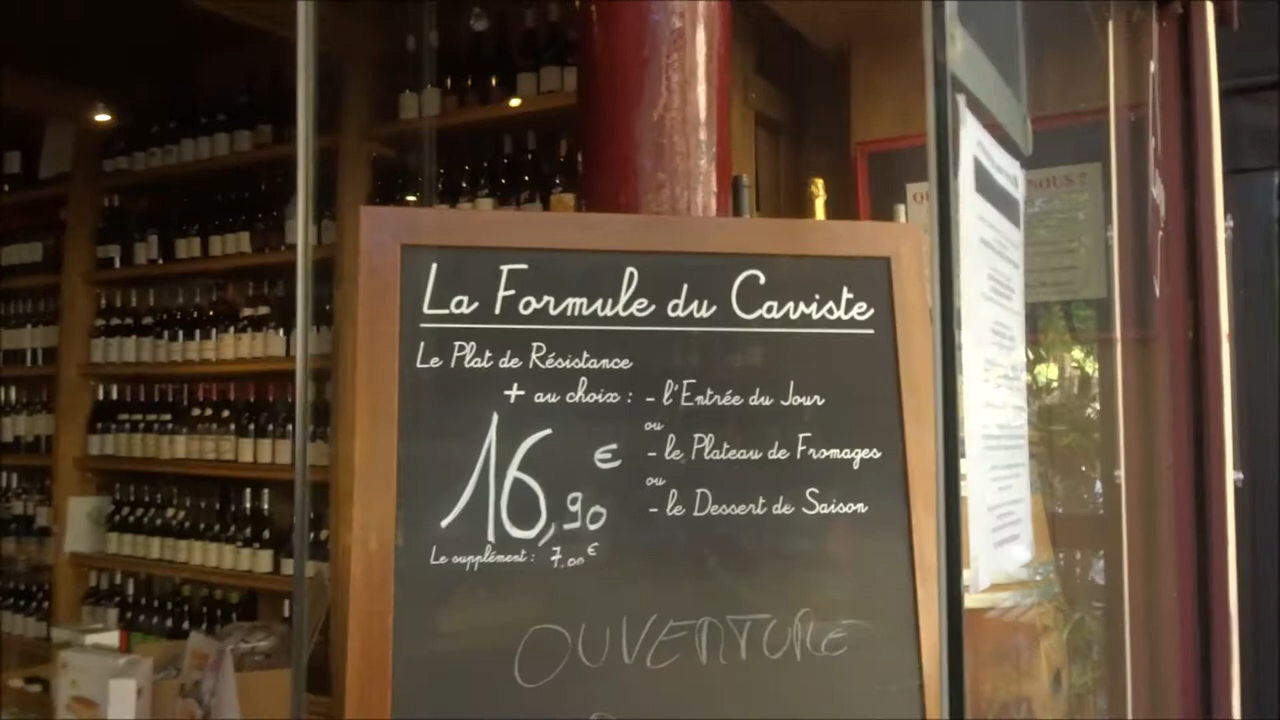 La Formule du Caviste
Le Plat de Résistance
+ au choix : - l'Entrée du Jour
ou
- le Plateau de Fromages
ou
- le Dessert de Saison
16,90 €
Le supplément : 7.00 €
OUVERTURE
NOUS ?